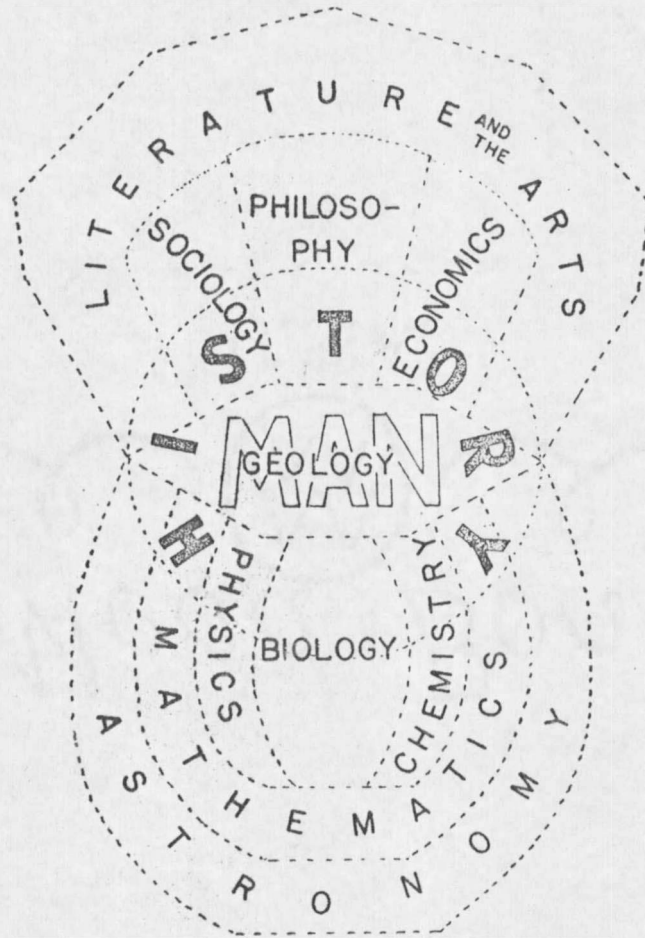 LITERATURE AND THE ARTS
PHILOSO-
PHY
SOCIOLOGY
ECONOMICS
HISTORY
MAN
GEOLOGY
PHYSICS
BIOLOGY
CHEMISTRY
MATHEMATICS
ASTRONOMY